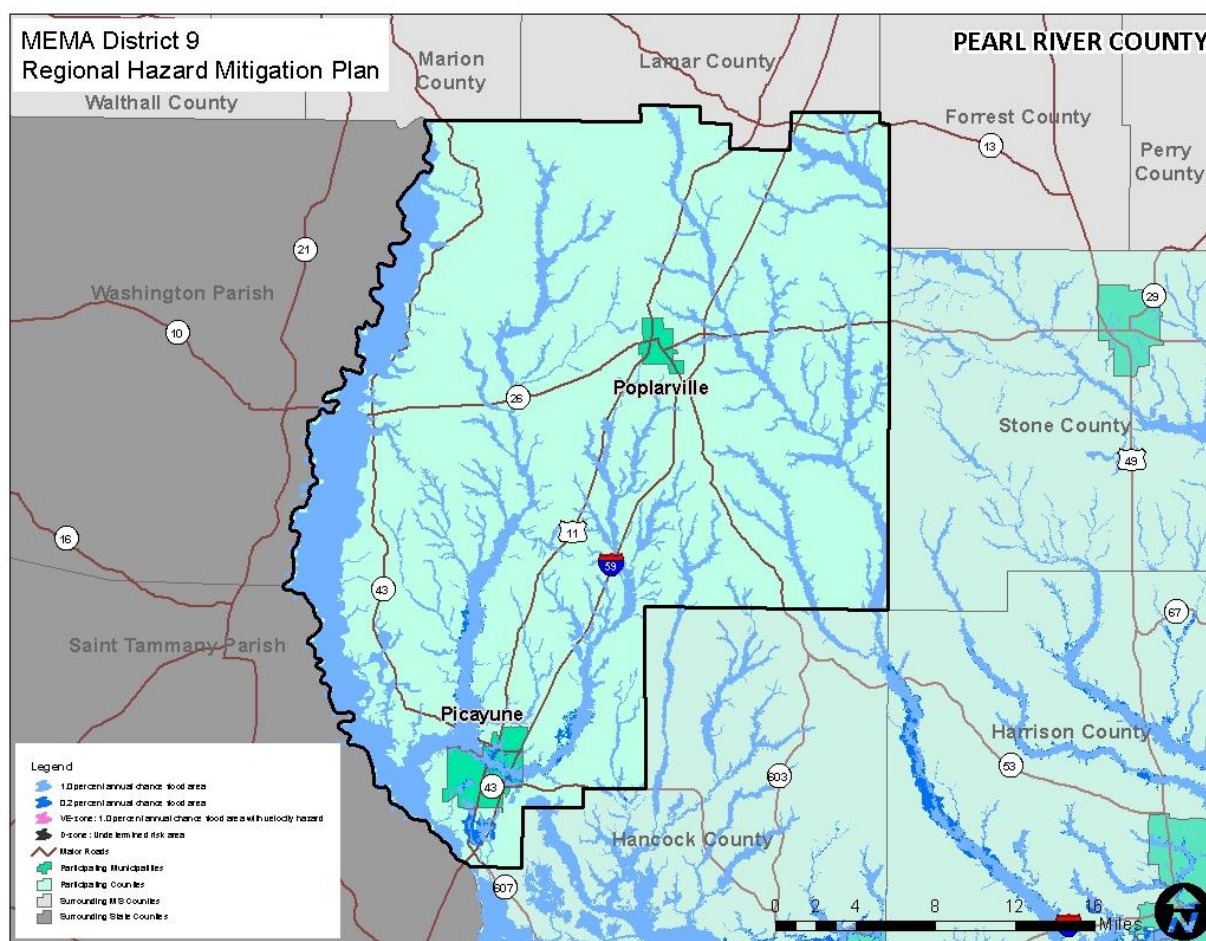 MEMA District 9
Regional Hazard Mitigation Plan
PEARL RIVER COUNTY
Marion
County
Lamar County
Walthall County
Forrest County
13
Perry
County
21
Washington Parish
29
10
Poplarville
26
Stone County
49
16
11
59
43
67
Saint Tammany Parish
Picayune
Harrison County
53
603
43
Hancock County
607
Legend
1.0 percent annual chance flood area
0.2 percent annual chance flood area
VE-zone: 1.0 percent annual chance flood area with velocity hazard
D-zone: Undetermined risk area
Major Roads
Participating Municipalities
Participating Counties
Surrounding MS Counties
Surrounding State Counties
0 2 4 8 12 16
Miles
N